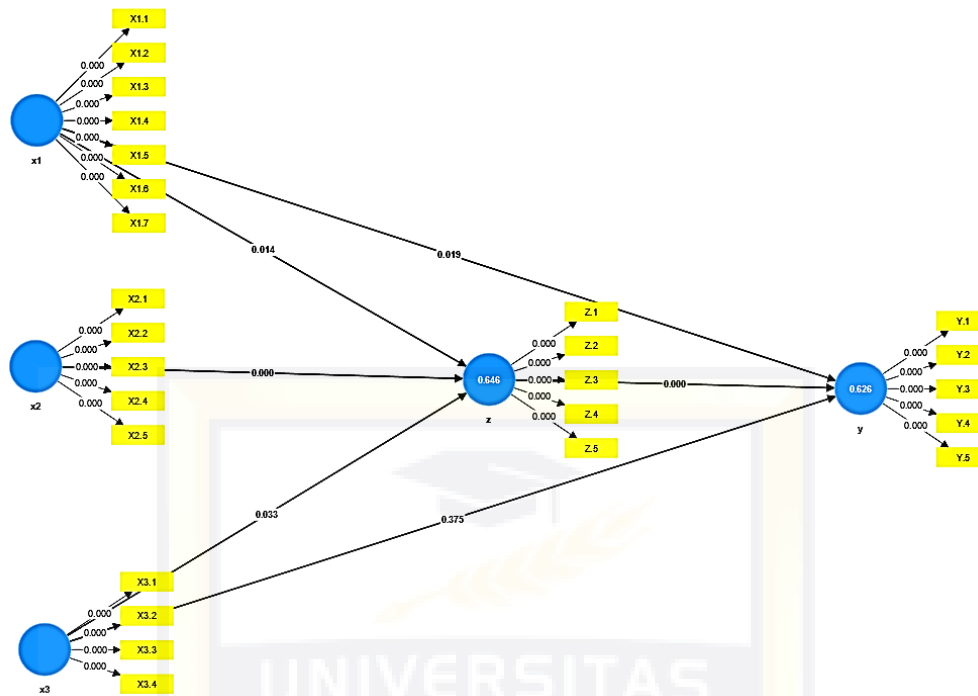 X1.1
X1.2
0.000
0.000
X1.3
0.000
0.000
X1.4
x1
0.000
X1.5
0.000
0.000
X1.6
X1.7
0.014
0.019
X2.1
0.000
X2.2
0.000
0.000
X2.3
x2
0.000
0.000
X2.4
X2.5
0.000
Z.1
0.000
Z.2
0.000
0.646
0.000
Z.3
z
0.000
0.000
Z.4
Z.5
0.000
0.626
y
Y.1
0.000
Y.2
0.000
0.000
Y.3
0.000
Y.4
0.000
Y.5
0.033
0.375
X3.1
0.000
X3.2
0.000
0.000
X3.3
0.000
X3.4
x3
UNIVERSITAS